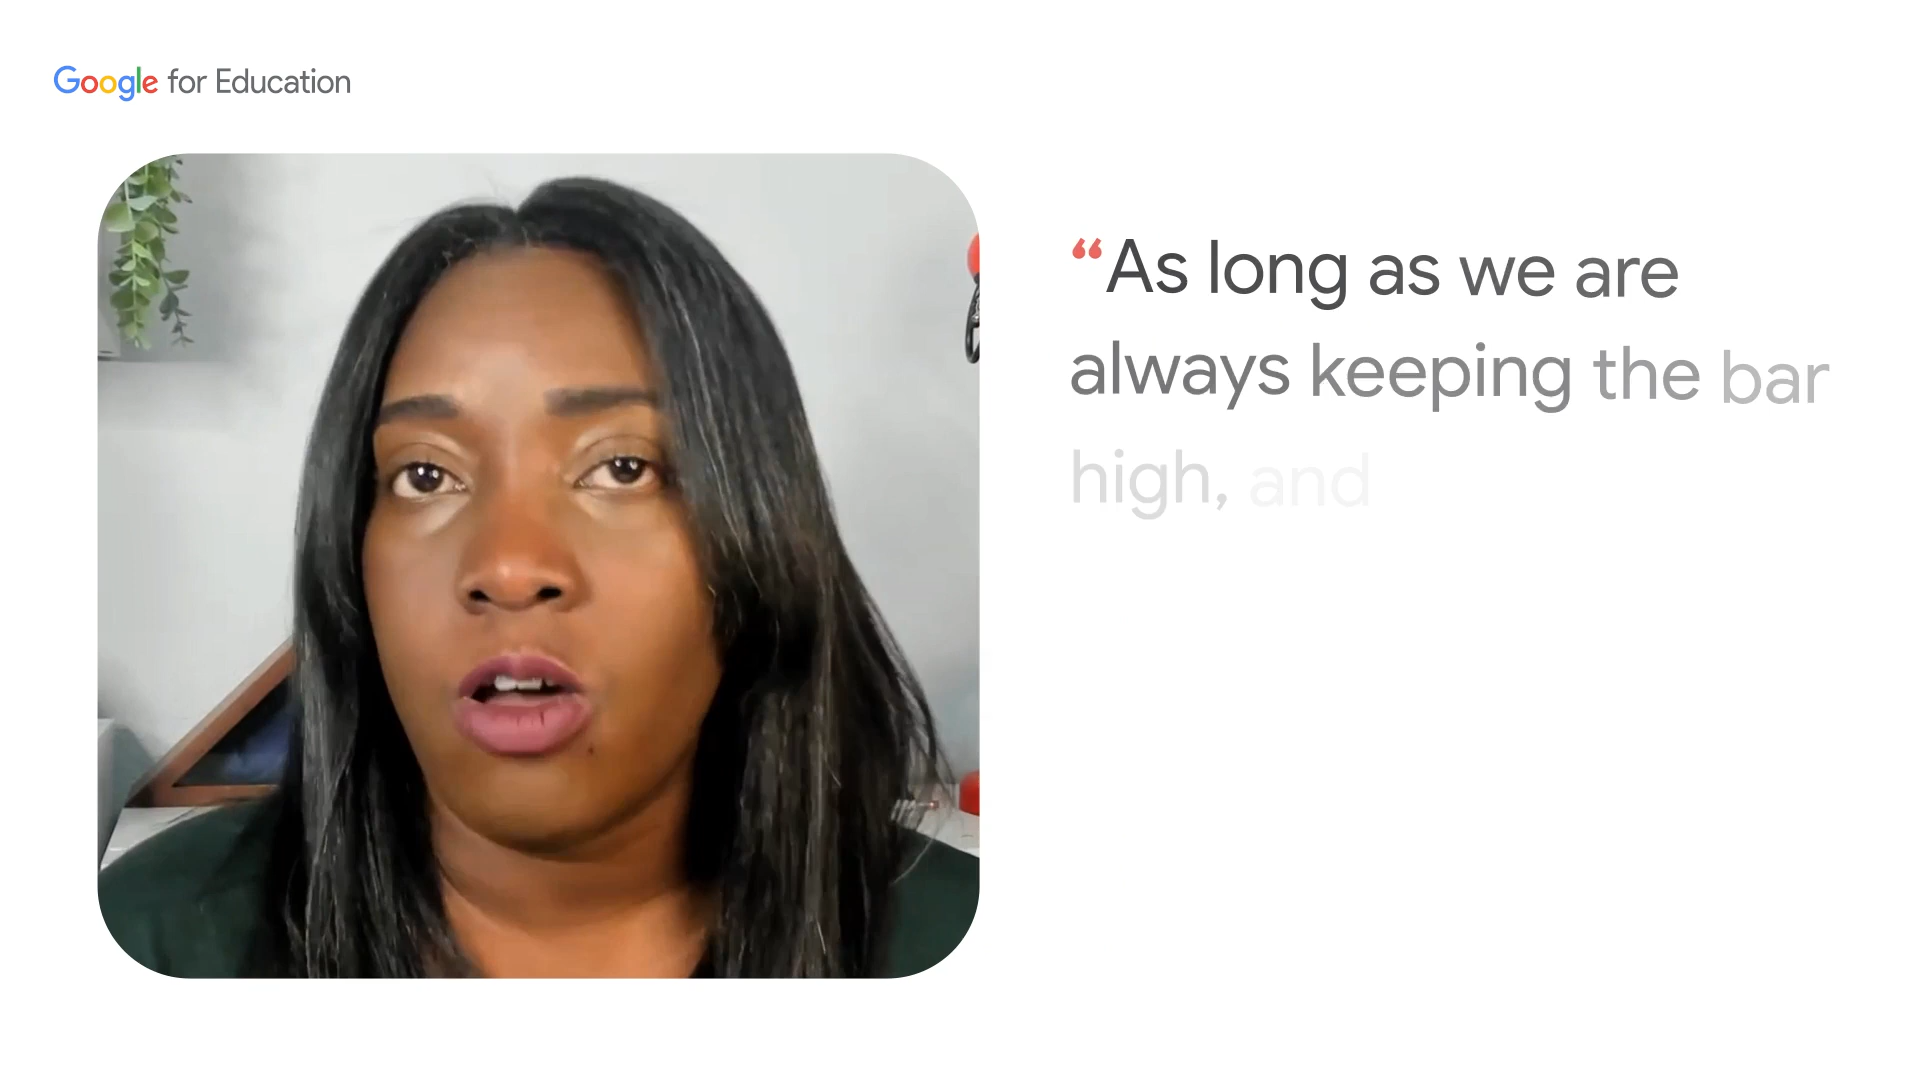 Google for Education
“As long as we are
always keeping the bar
high, and